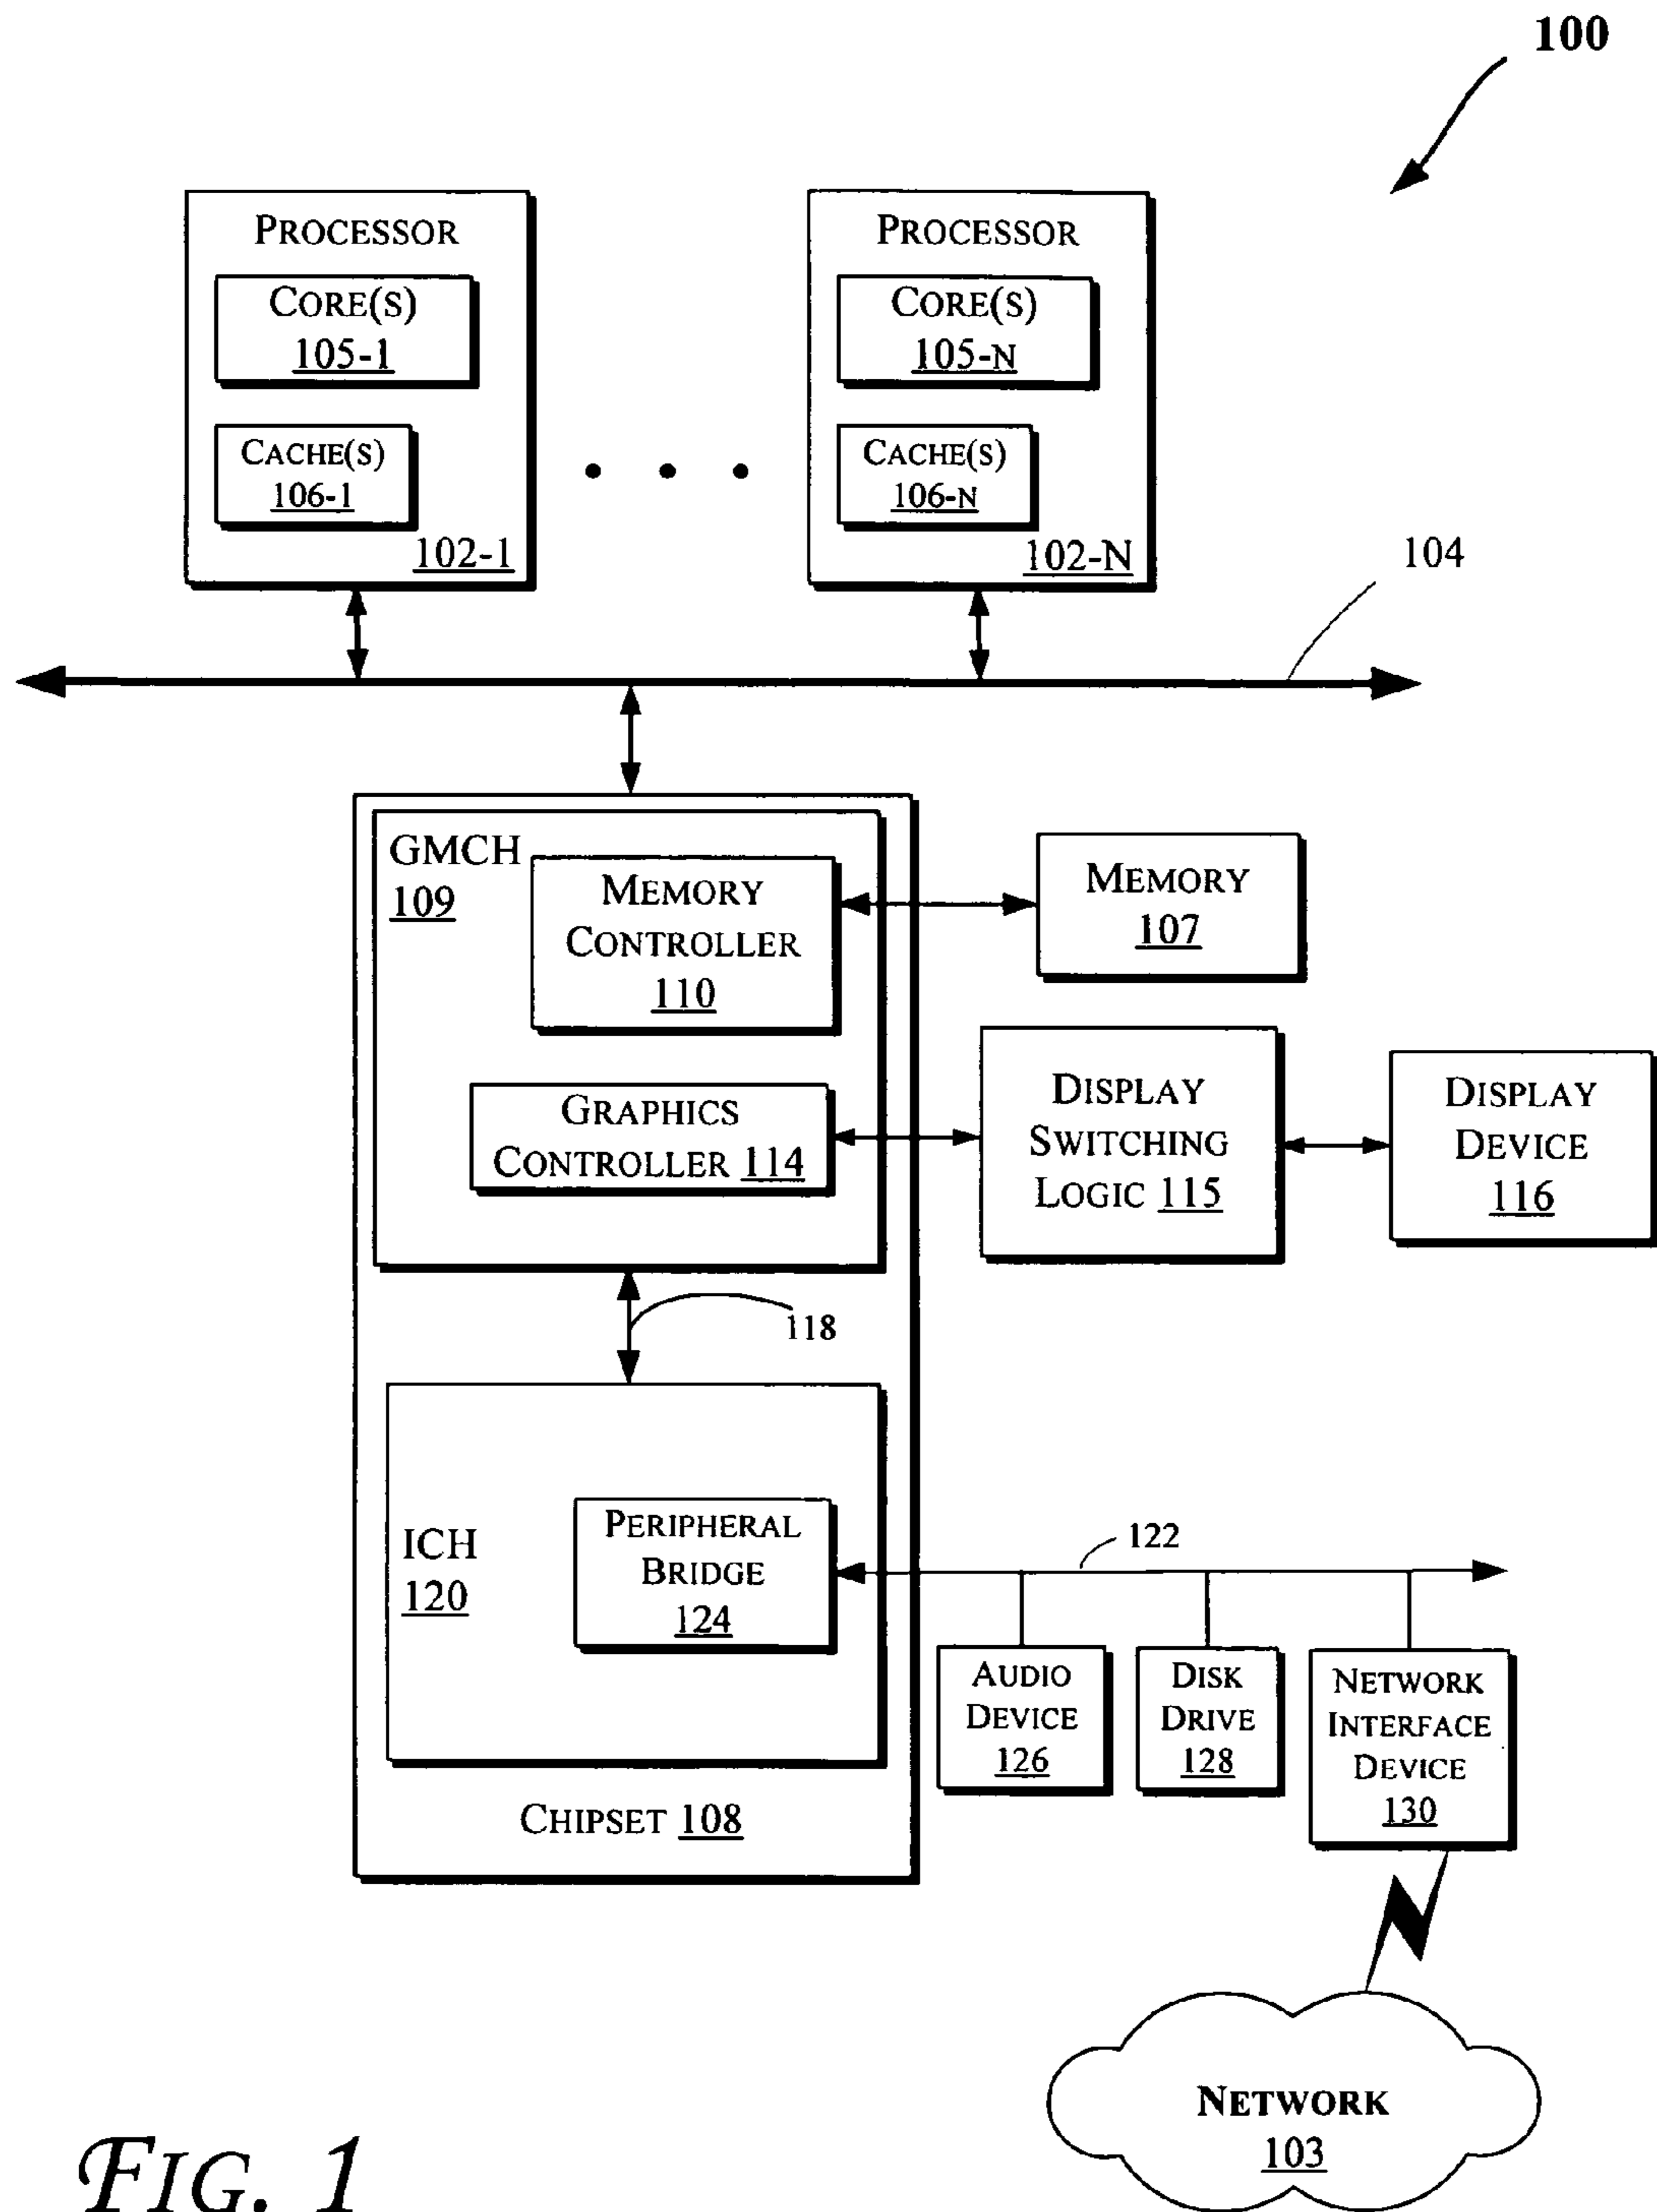 100
PROCESSOR
CORE(S)
105-1
CACHE(S)
106-1
102-1
PROCESSOR
CORE(S)
105-N
CACHE(S)
106-N
102-N
104
GMCH
109
MEMORY
CONTROLLER
110
MEMORY
107
GRAPHICS
CONTROLLER 114
DISPLAY
SWITCHING
LOGIC 115
DISPLAY
DEVICE
116
118
ICH
120
PERIPHERAL
BRIDGE
124
122
AUDIO
DEVICE
126
DISK
DRIVE
128
NETWORK
INTERFACE
DEVICE
130
CHIPSET 108
NETWORK
103
FIG. 1